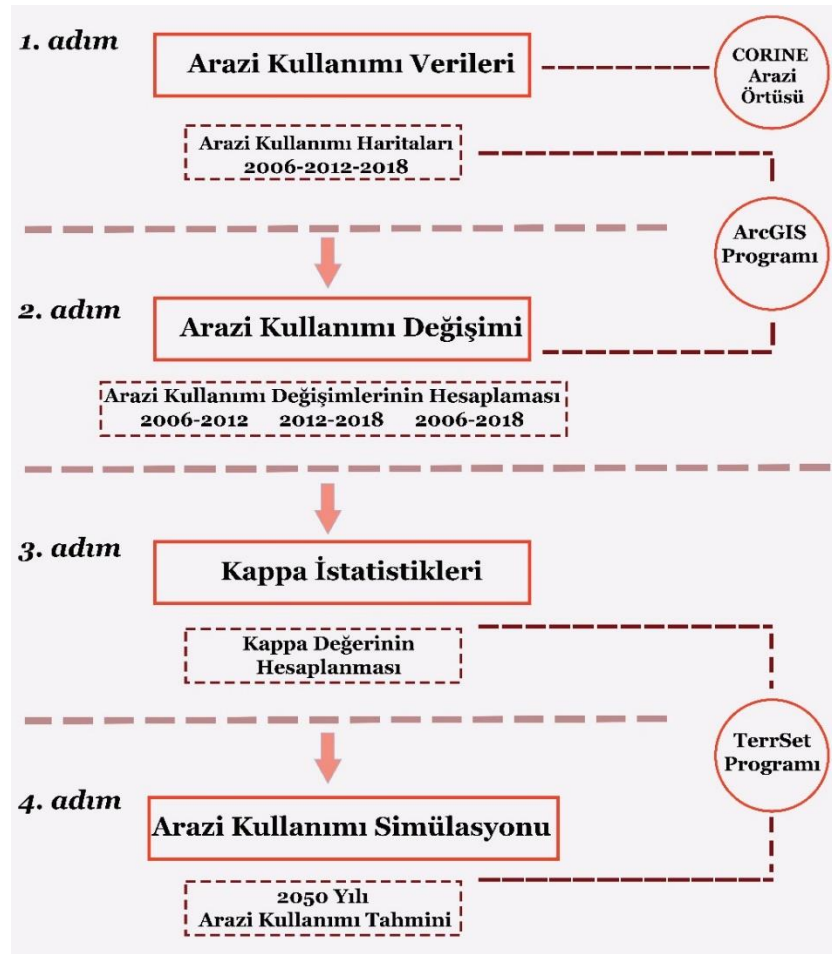 1. adım
Arazi Kullanımı Verileri
CORINE
Arazi
Örtüsü
Arazi Kullanımı Haritaları
2006-2012-2018
ArcGIS
Programı
2. adım
Arazi Kullanımı Değişimi
Arazi Kullanımı Değişimlerinin Hesaplaması
2006-2012 2012-2018 2006-2018
3. adım
Kappa İstatistikleri
Kappa Değerinin
Hesaplanması
TerrSet
Programı
4. adım
Arazi Kullanımı Simülasyonu
2050 Yılı
Arazi Kullanımı Tahmini